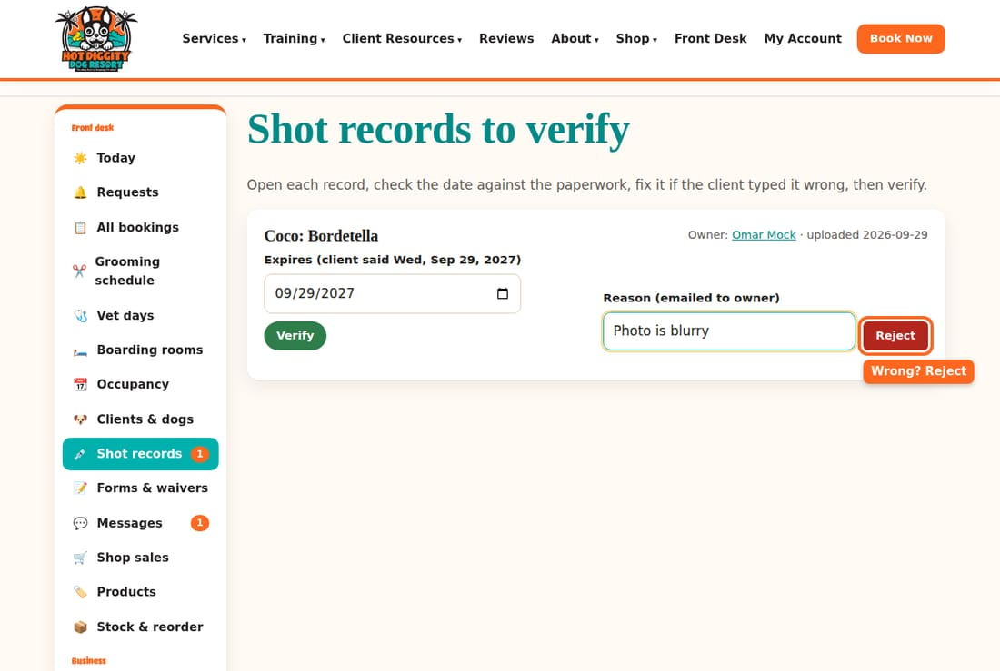 HOT DIGGITY
DOG RESORT
Services ▾
Training ▾
Client Resources ▾
Reviews
About ▾
Shop ▾
Front Desk
My Account
Book Now
Front desk
Today
Requests
All bookings
Grooming
schedule
Vet days
Boarding rooms
Occupancy
Clients & dogs
Shot records 1
Forms & waivers
Messages 1
Shop sales
Products
Stock & reorder
Business
Shot records to verify
Open each record, check the date against the paperwork, fix it if the client typed it wrong, then verify.
Coco: Bordetella
Owner: Omar Mock · uploaded 2026-09-29
Expires (client said Wed, Sep 29, 2027)
09/29/2027
Verify
Reason (emailed to owner)
Photo is blurry
Reject
Wrong? Reject